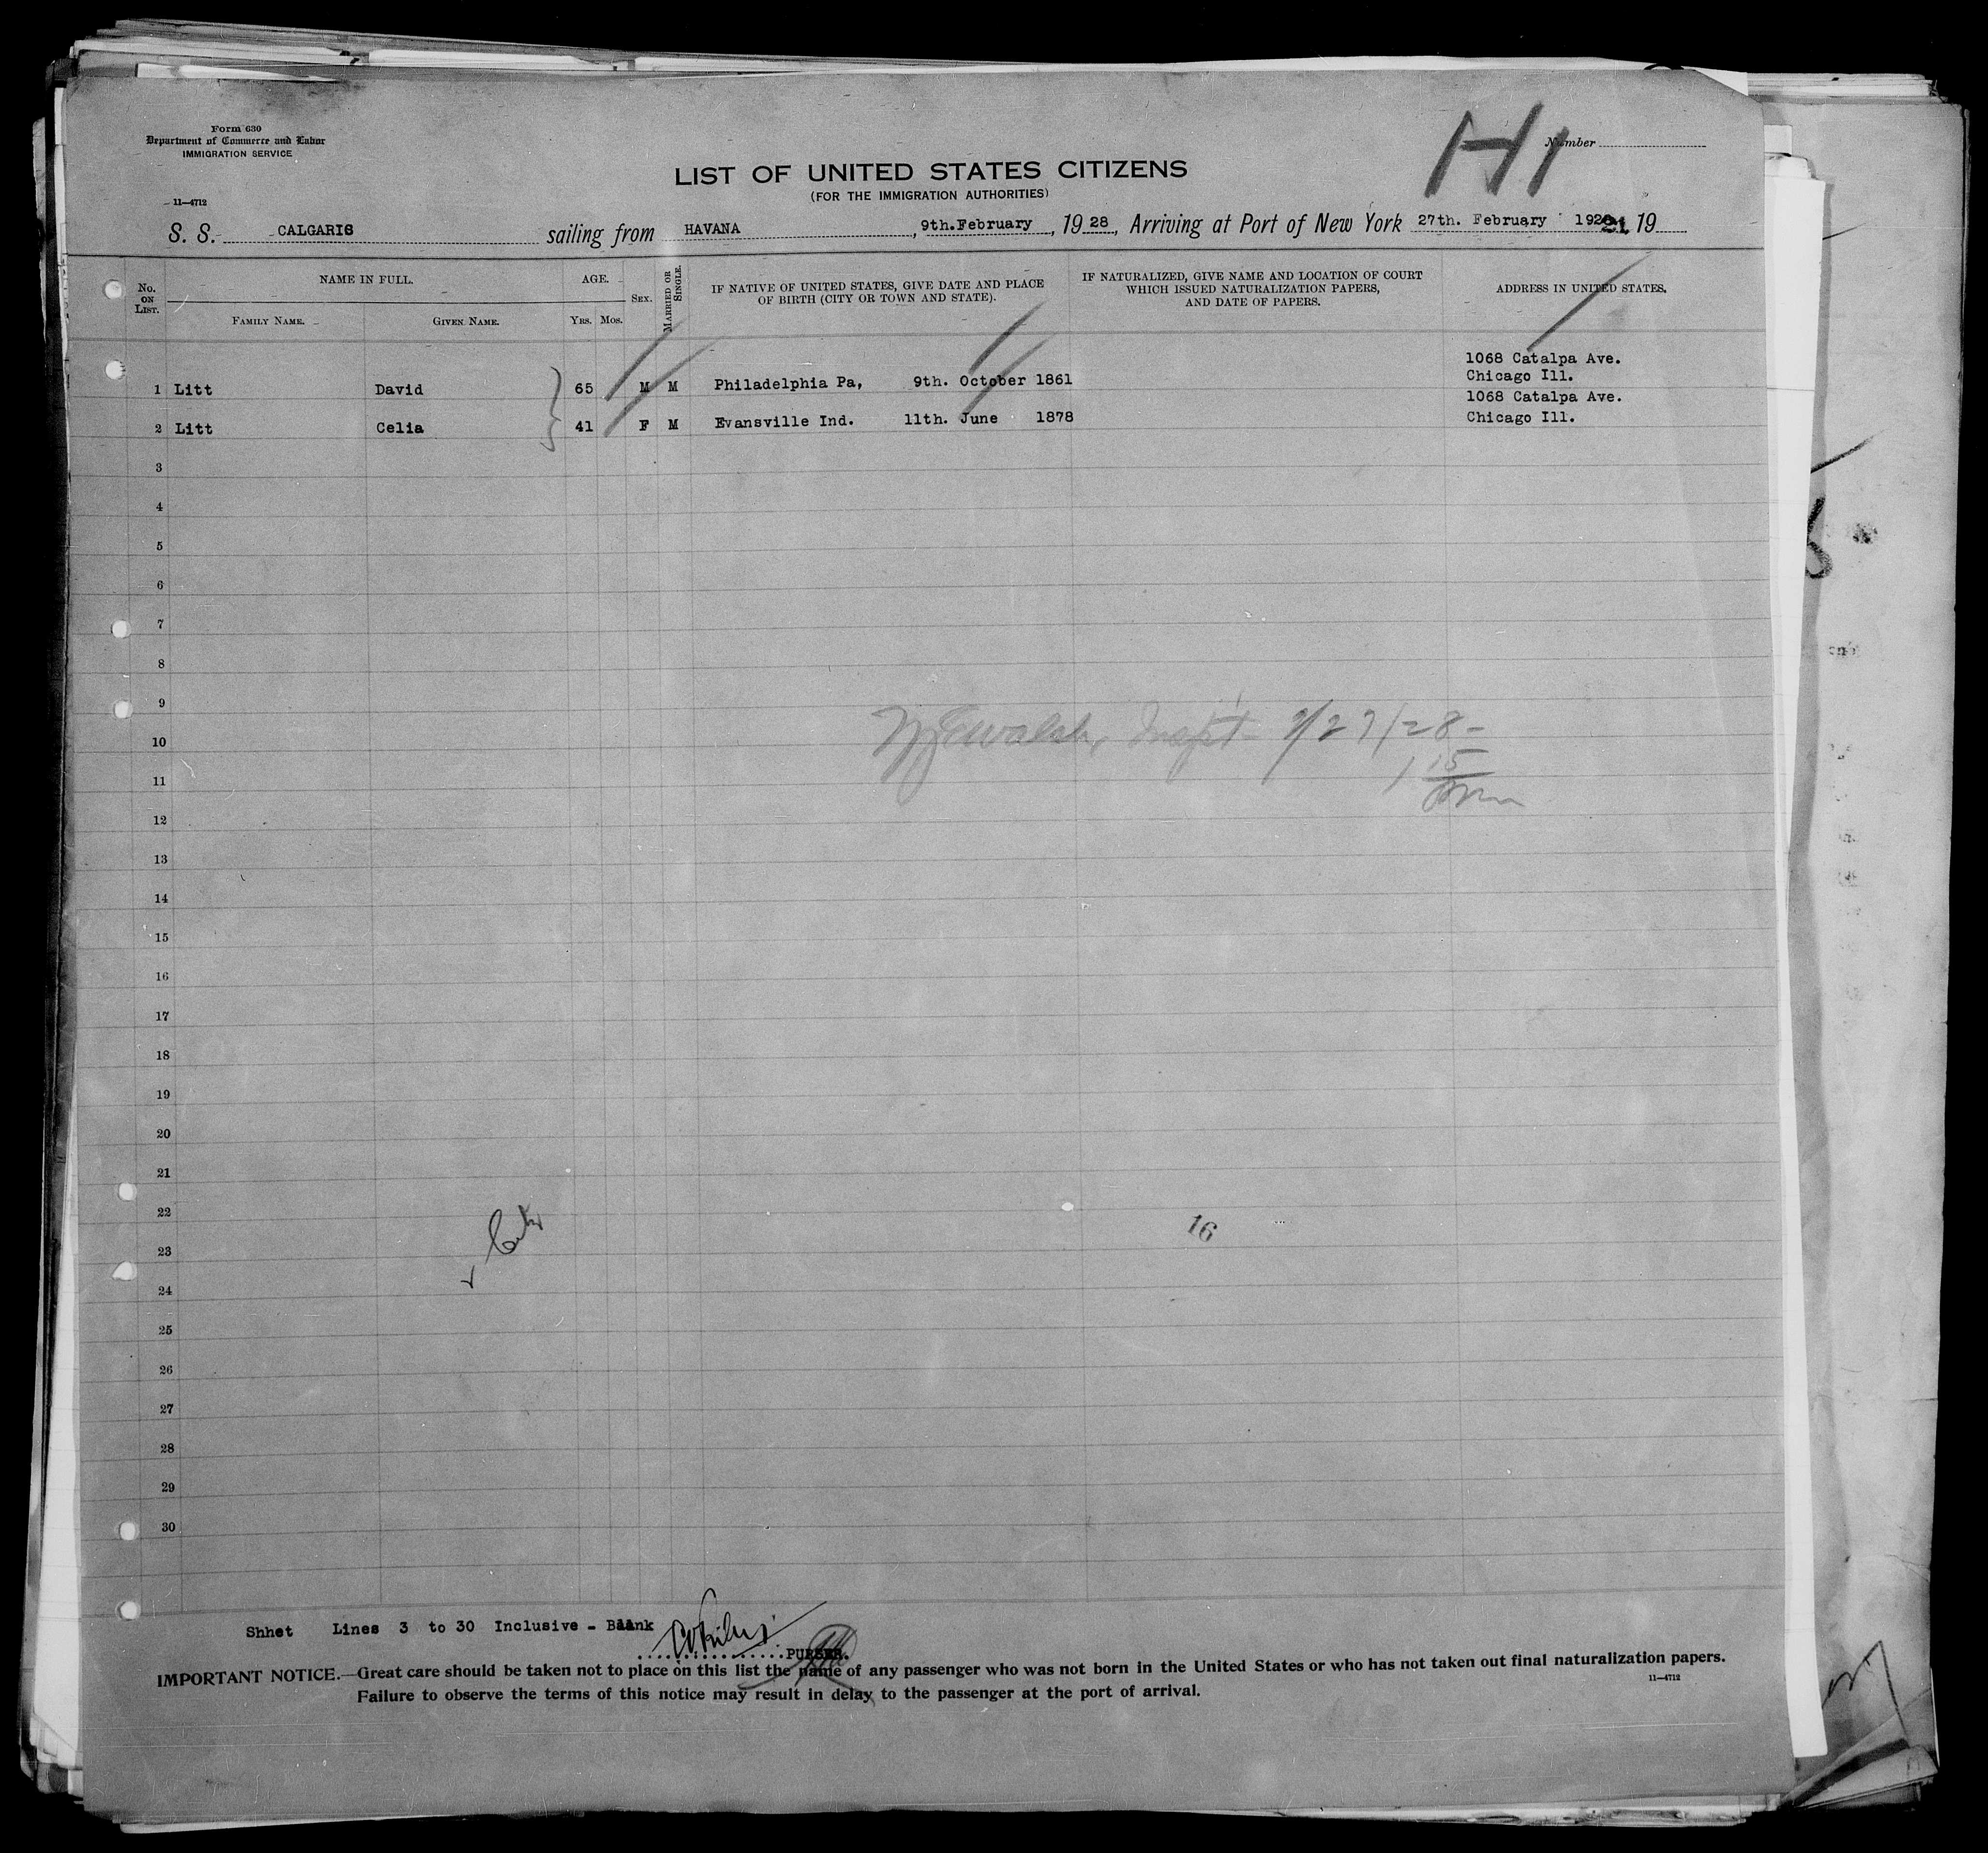 Form 630
Department of Commerce and Labor
IMMIGRATION SERVICE
11—4712
H1
Number
LIST OF UNITED STATES CITIZENS
(FOR THE IMMIGRATION AUTHORITIES)
S. S. CALGARIS sailing from HAVANA, 9th.February, 1928, Arriving at Port of New York 27th. February 19
No. ON LIST.
NAME IN FULL.
FAMILY NAME.
GIVEN NAME.
AGE.
YRS. MOS.
SEX.
MARRIED OR SINGLE.
IF NATIVE OF UNITED STATES, GIVE DATE AND PLACE
OF BIRTH (CITY OR TOWN AND STATE).
IF NATURALIZED, GIVE NAME AND LOCATION OF COURT
WHICH ISSUED NATURALIZATION PAPERS,
AND DATE OF PAPERS.
ADDRESS IN UNITED STATES.
1 Litt David 65 M M Philadelphia Pa, 9th. October 1861 1068 Catalpa Ave.
Chicago Ill.
2 Litt Celia 41 F M Evansville Ind. 11th. June 1878 1068 Catalpa Ave.
Chicago Ill.
3
4
5
6
7
8
9
10
11
12
13
14
15
16
17
18
19
20
21
22
23
24
25
26
27
28
29
30
Walsh, Inspt 2/27/28-
1 15
16
Shhet Lines 3 to 30 Inclusive - Blank
PURSER.
IMPORTANT NOTICE.—Great care should be taken not to place on this list the name of any passenger who was not born in the United States or who has not taken out final naturalization papers.
Failure to observe the terms of this notice may result in delay to the passenger at the port of arrival.
11—4712